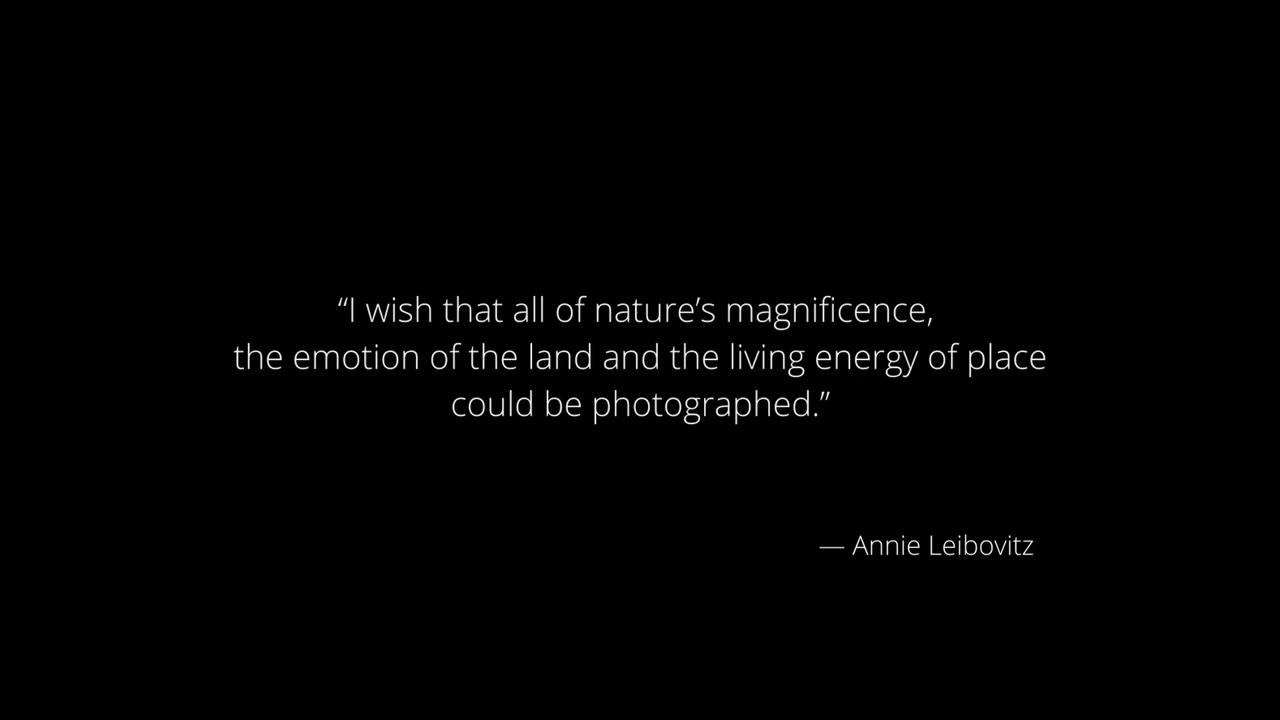 “I wish that all of nature’s magnificence,
the emotion of the land and the living energy of place
could be photographed.”
— Annie Leibovitz